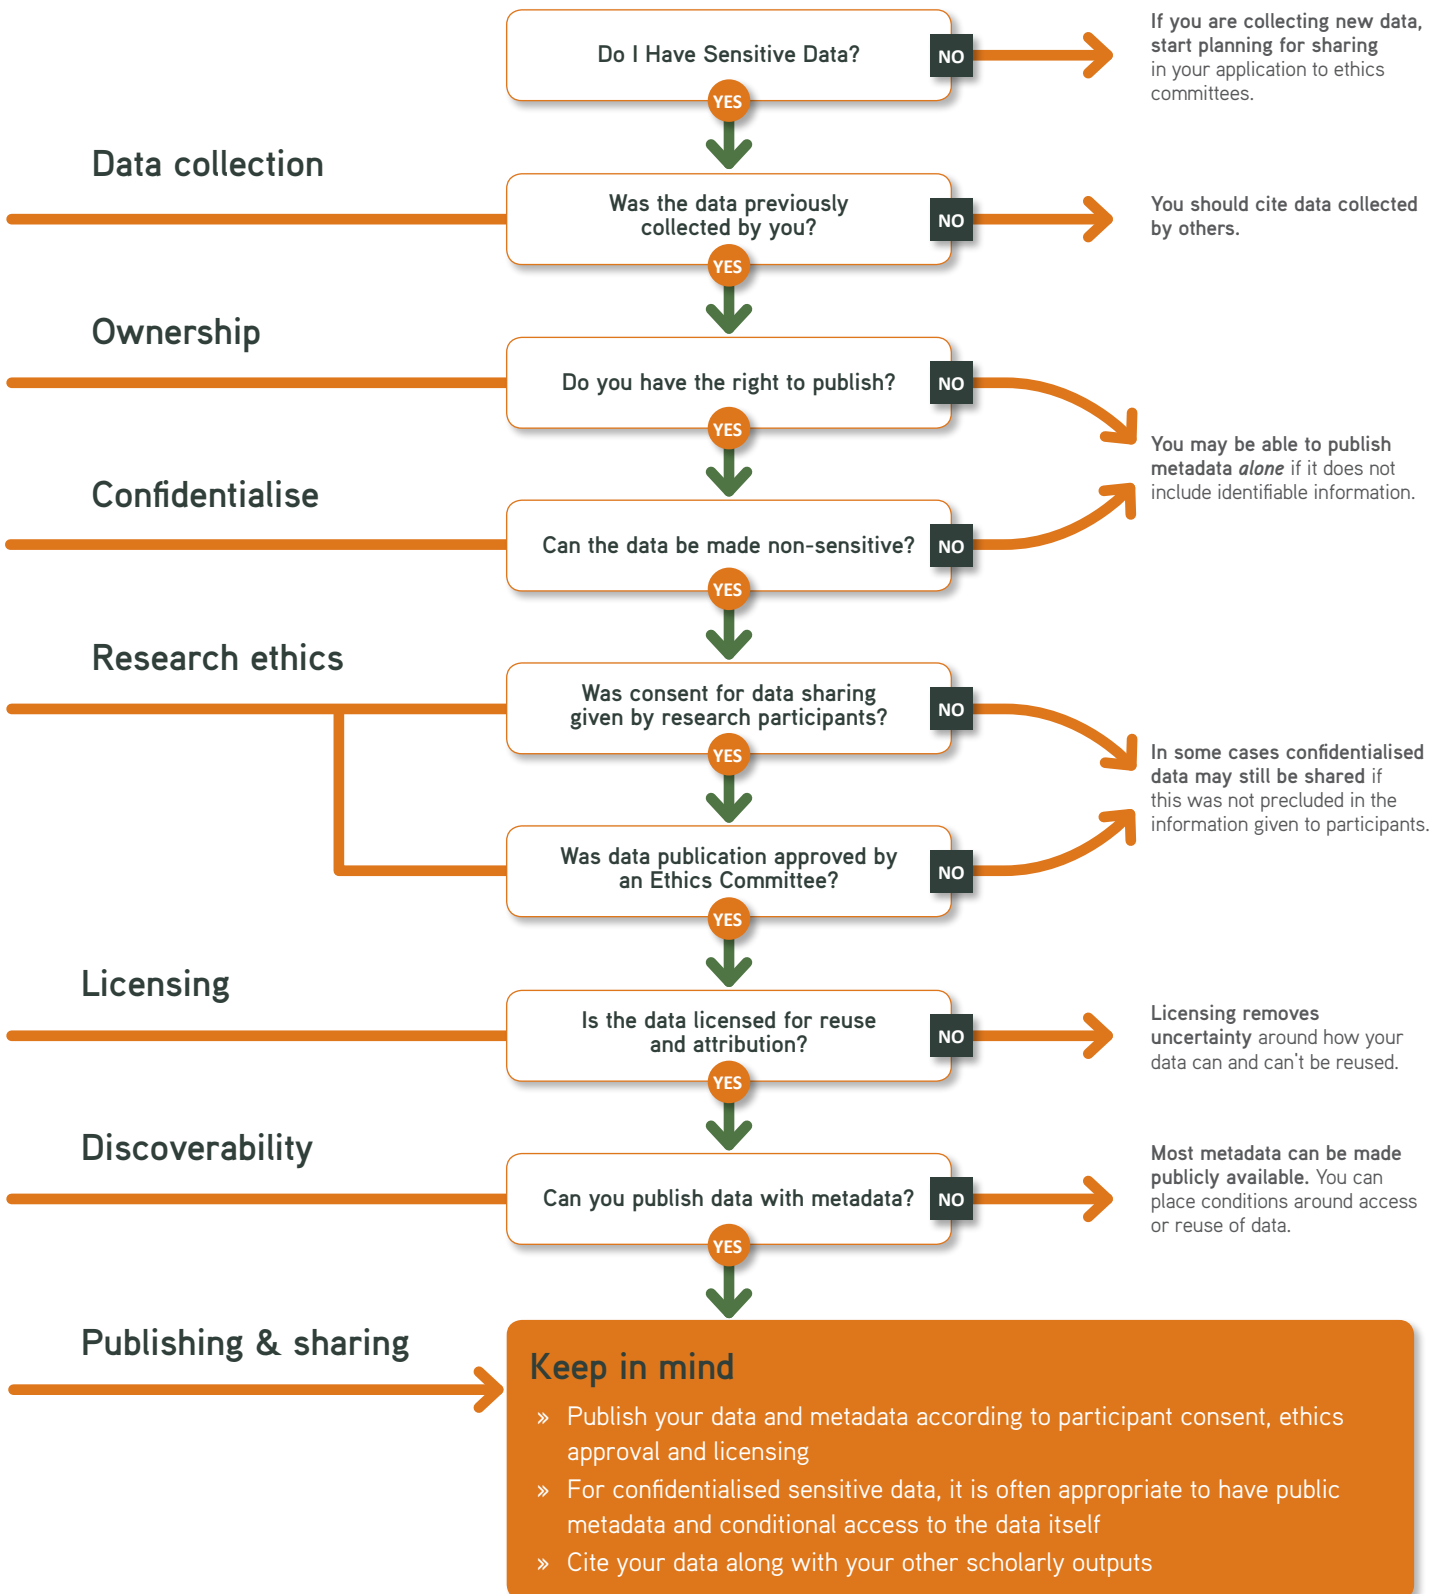 Do I Have Sensitive Data?
NO
If you are collecting new data,
start planning for sharing
in your application to ethics
committees.
YES
Data collection
Was the data previously
collected by you?
NO
You should cite data collected
by others.
YES
Ownership
Do you have the right to publish?
NO
YES
You may be able to publish
metadata alone if it does not
include identifiable information.
Confidentialise
Can the data be made non-sensitive?
NO
YES
Research ethics
Was consent for data sharing
given by research participants?
NO
YES
In some cases confidentialised
data may still be shared if
this was not precluded in the
information given to participants.
Was data publication approved by
an Ethics Committee?
NO
YES
Licensing
Is the data licensed for reuse
and attribution?
NO
Licensing removes
uncertainty around how your
data can and can't be reused.
YES
Discoverability
Can you publish data with metadata?
NO
Most metadata can be made
publicly available. You can
place conditions around access
or reuse of data.
YES
Publishing & sharing
Keep in mind
» Publish your data and metadata according to participant consent, ethics
approval and licensing
» For confidentialised sensitive data, it is often appropriate to have public
metadata and conditional access to the data itself
» Cite your data along with your other scholarly outputs